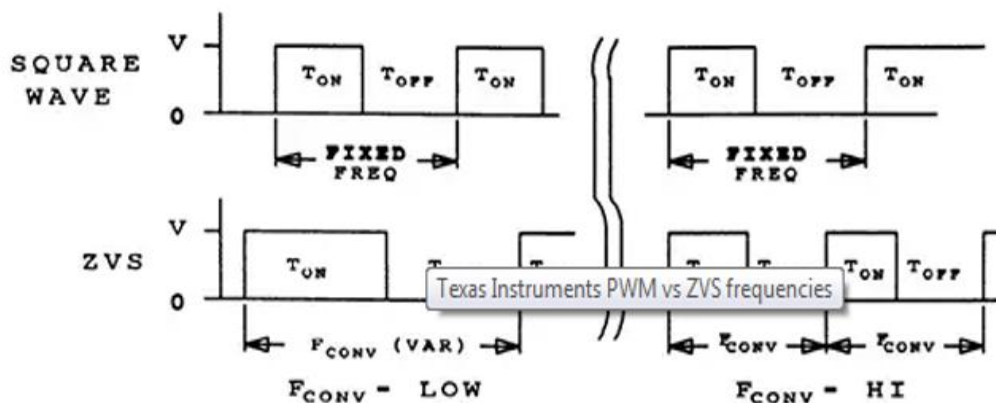 SQUARE WAVE
V
0
TON TOFF TON
TON TOFF TON
FIXED FREQ
FIXED FREQ
ZVS
V
0
TON T T
T T TON TOFF
Texas Instruments PWM vs ZVS frequencies
FCONV (VAR)
FCONV FCONV
FCONV - LOW
FCONV - HI